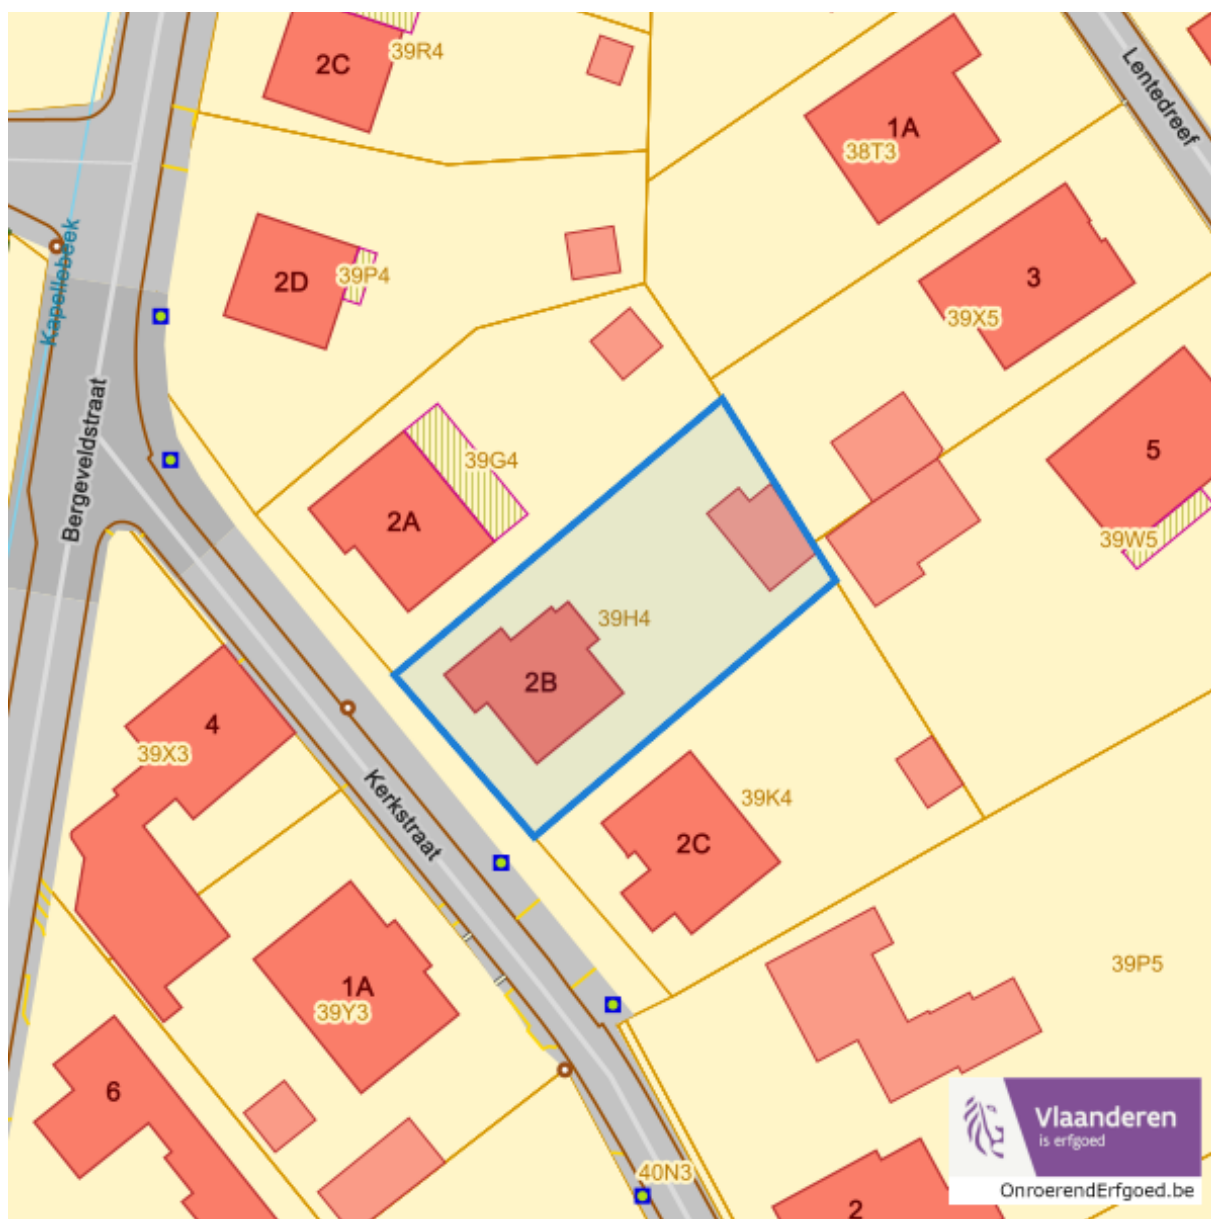 2C
39R4
Lentedreef
1A
38T3
Kapellebeek
2D
39P4
3
39X5
Bergeveldstraat
39G4
2A
5
39W5
39H4
2B
4
39X3
Kerkstraat
39K4
2C
39P5
1A
39Y3
6
40N3
2
Vlaanderen
is erfgoed
OnroerendErfgoed.be